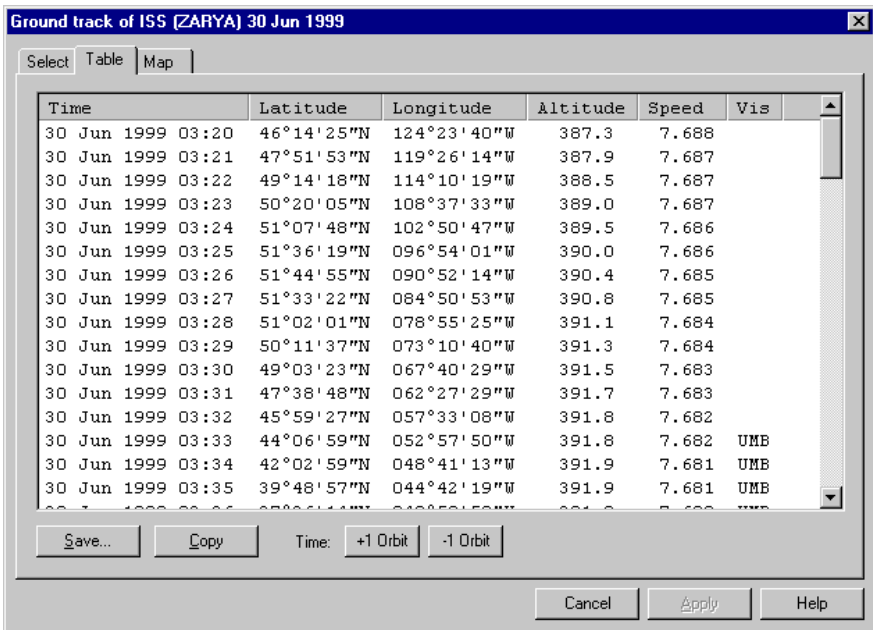 Ground track of ISS (ZARYA) 30 Jun 1999
Select Table Map
Time Latitude Longitude Altitude Speed Vis
30 Jun 1999 03:20 46°14'25"N 124°23'40"W 387.3 7.688
30 Jun 1999 03:21 47°51'53"N 119°26'14"W 387.9 7.687
30 Jun 1999 03:22 49°14'18"N 114°10'19"W 388.5 7.687
30 Jun 1999 03:23 50°20'05"N 108°37'33"W 389.0 7.687
30 Jun 1999 03:24 51°07'48"N 102°50'47"W 389.5 7.686
30 Jun 1999 03:25 51°36'19"N 096°54'01"W 390.0 7.686
30 Jun 1999 03:26 51°44'55"N 090°52'14"W 390.4 7.685
30 Jun 1999 03:27 51°33'22"N 084°50'53"W 390.8 7.685
30 Jun 1999 03:28 51°02'01"N 078°55'25"W 391.1 7.684
30 Jun 1999 03:29 50°11'37"N 073°10'40"W 391.3 7.684
30 Jun 1999 03:30 49°03'23"N 067°40'29"W 391.5 7.683
30 Jun 1999 03:31 47°38'48"N 062°27'29"W 391.7 7.683
30 Jun 1999 03:32 45°59'27"N 057°33'08"W 391.8 7.682
30 Jun 1999 03:33 44°06'59"N 052°57'50"W 391.8 7.682 UMB
30 Jun 1999 03:34 42°02'59"N 048°41'13"W 391.9 7.681 UMB
30 Jun 1999 03:35 39°48'57"N 044°42'19"W 391.9 7.681 UMB
Save... Copy Time: +1 Orbit -1 Orbit
Cancel Apply Help